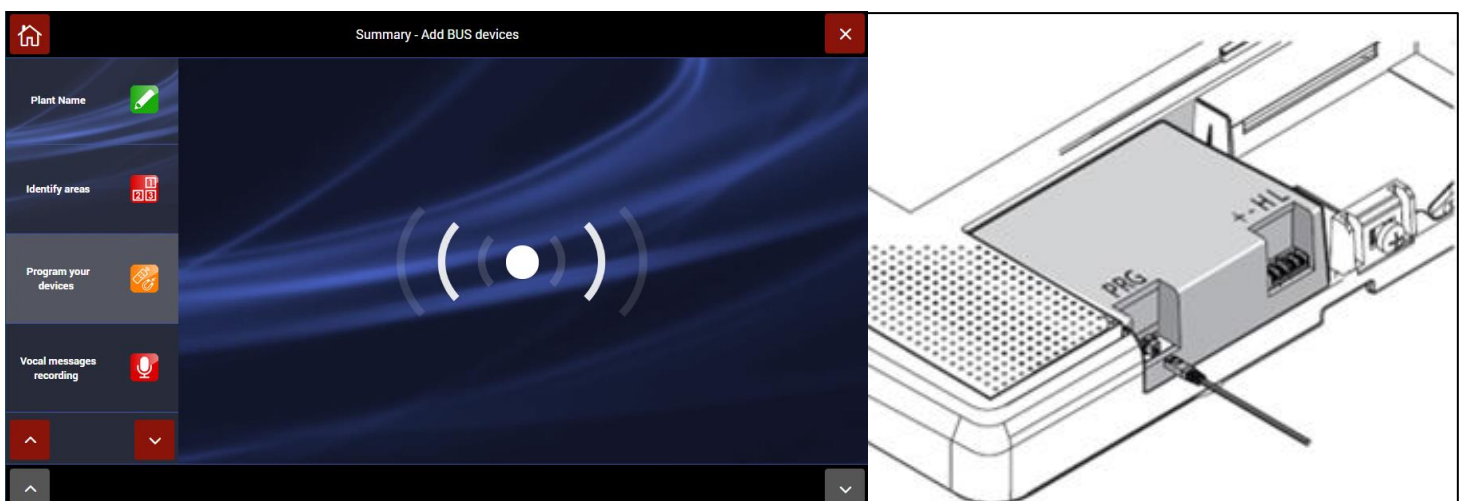 Summary - Add BUS devices
Plant Name
Identify areas
1
2 3
Program your
devices
Vocal messages
recording
+ - H L
PRG